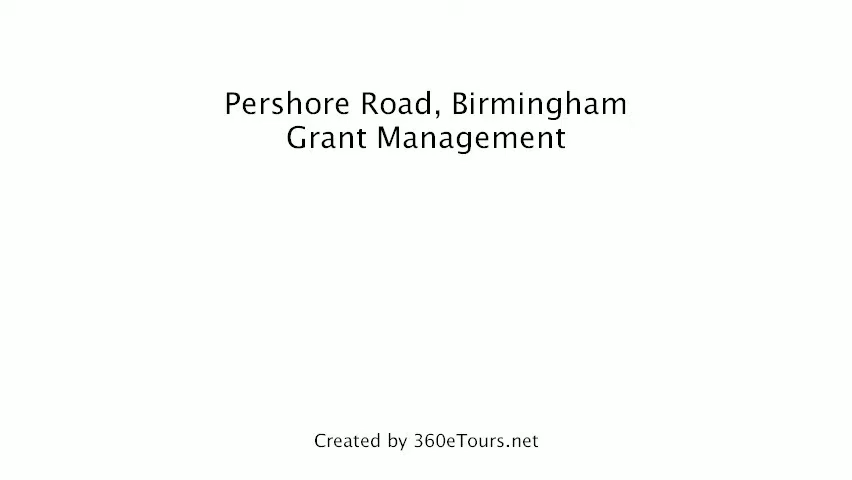 Pershore Road, Birmingham
Grant Management
Created by 360eTours.net